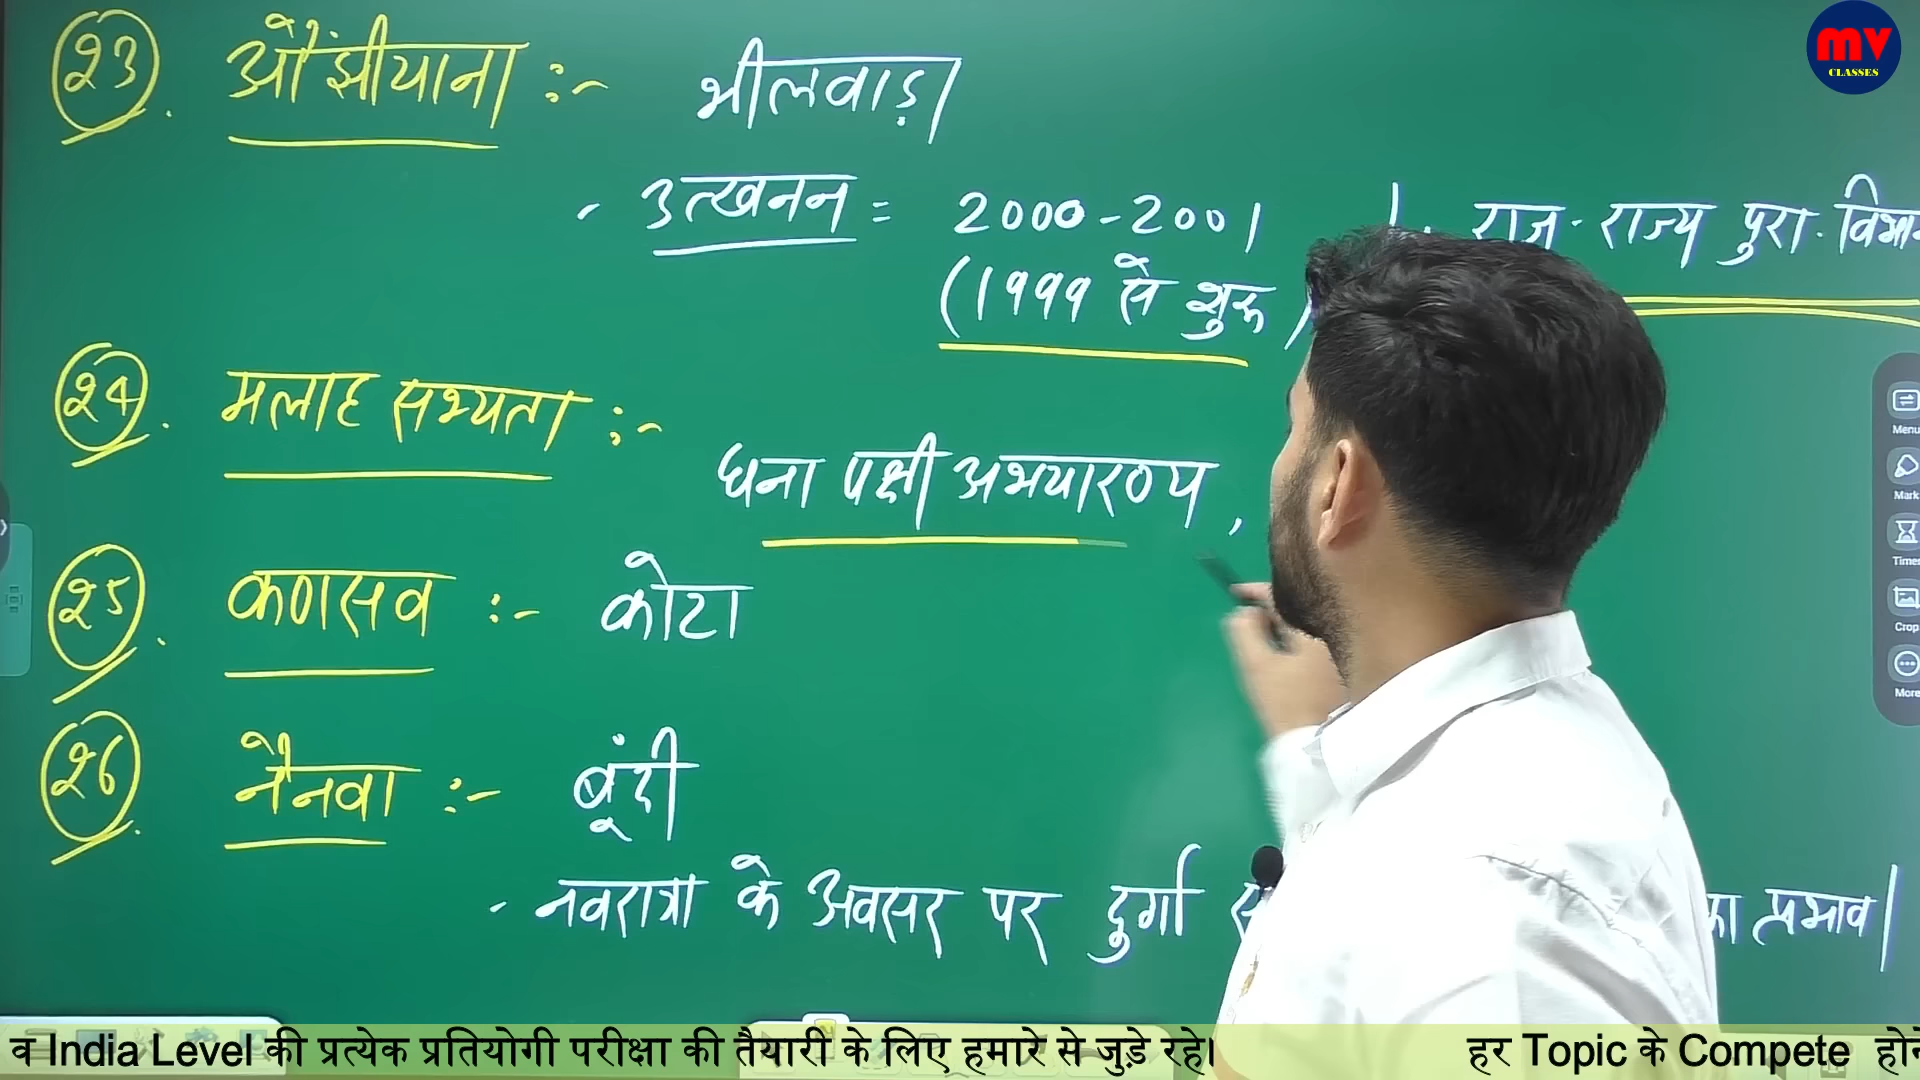 mv
CLASSES
23. ओझीयाना :- भीलवाड़ा
- उत्खनन = 2000-2001 | राज. राज्य पुरा.
(1999 से शुरू)
24. मलाह सभ्यता :-
घना पक्षी अभयारण्य,
25. कणसव :- कोटा
26. नैनवा :- बूंदी
- नवरात्रा के अवसर पर दुर्गा का प्रभाव|
Menu
Mark
Crop
More
व India Level की प्रत्येक प्रतियोगी परीक्षा की तैयारी के लिए हमारे से जुड़े रहे। हर Topic के Compete